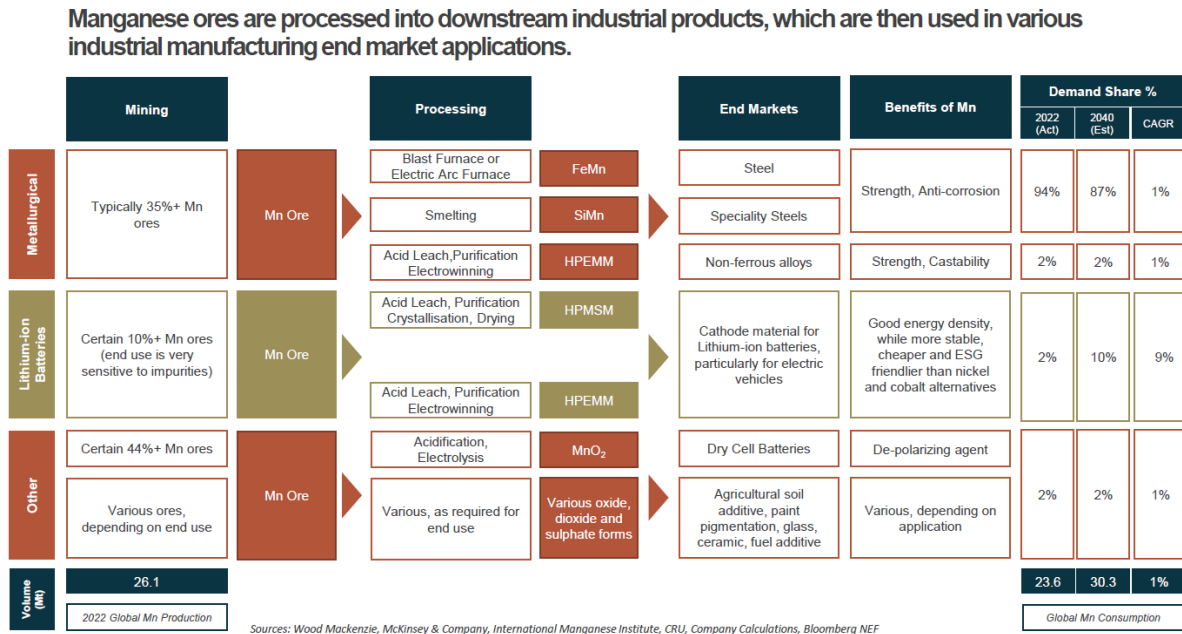 Manganese ores are processed into downstream industrial products, which are then used in various
industrial manufacturing end market applications.
Mining
Processing
End Markets
Benefits of Mn
Demand Share %
2022
(Act)
2040
(Est)
CAGR
Metallurgical
Typically 35%+ Mn
ores
Mn Ore
Blast Furnace or
Electric Arc Furnace
FeMn
Steel
Strength, Anti-corrosion
94%
87%
1%
Smelting
SiMn
Speciality Steels
Acid Leach,Purification
Electrowinning
HPEMM
Non-ferrous alloys
Strength, Castability
2%
2%
1%
Lithium-ion
Batteries
Certain 10%+ Mn ores
(end use is very
sensitive to impurities)
Mn Ore
Acid Leach, Purification
Crystallisation, Drying
HPMSM
Acid Leach, Purification
Electrowinning
HPEMM
Cathode material for
Lithium-ion batteries,
particularly for electric
vehicles
Good energy density,
while more stable,
cheaper and ESG
friendlier than nickel
and cobalt alternatives
2%
10%
9%
Other
Certain 44%+ Mn ores
Mn Ore
Acidification,
Electrolysis
MnO₂
Dry Cell Batteries
De-polarizing agent
2%
2%
1%
Various ores,
depending on end use
Various, as required for
end use
Various oxide,
dioxide and
sulphate forms
Agricultural soil
additive, paint
pigmentation, glass,
ceramic, fuel additive
Various, depending on
application
Volume
(Mt)
26.1
23.6
30.3
1%
2022 Global Mn Production
Global Mn Consumption
Sources: Wood Mackenzie, McKinsey & Company, International Manganese Institute, CRU, Company Calculations, Bloomberg NEF